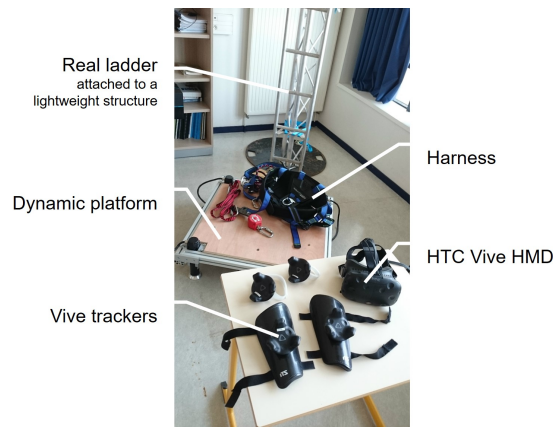 Real ladder
attached to a
lightweight structure
Harness
Dynamic platform
HTC Vive HMD
Vive trackers